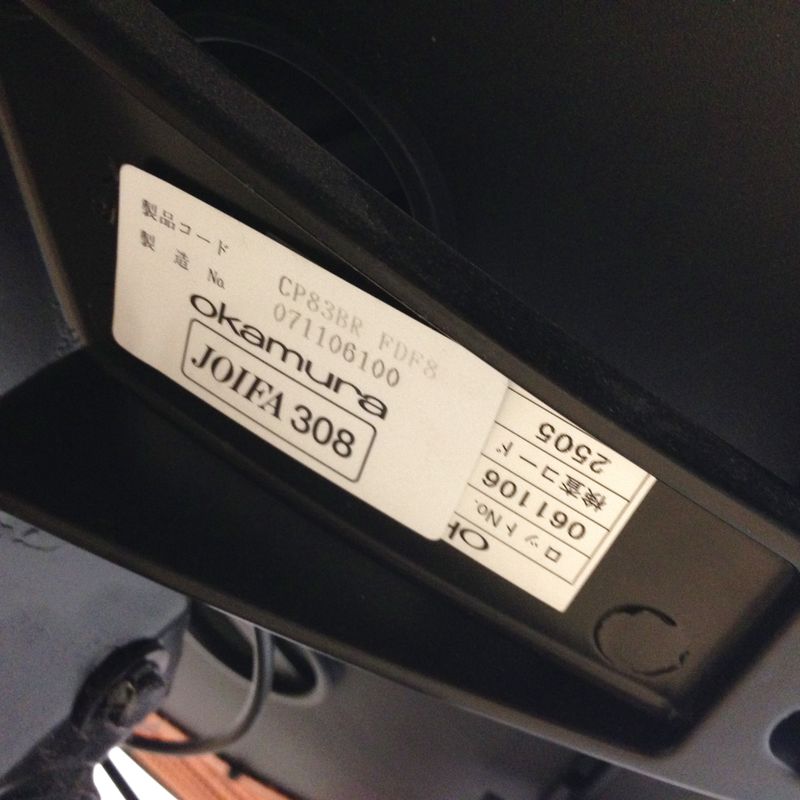 製品コード CP83BR FDF8
製造 No. 071106100
okamura
JOIFA 308
OK
ロットNo. 061106
検査コード 2505